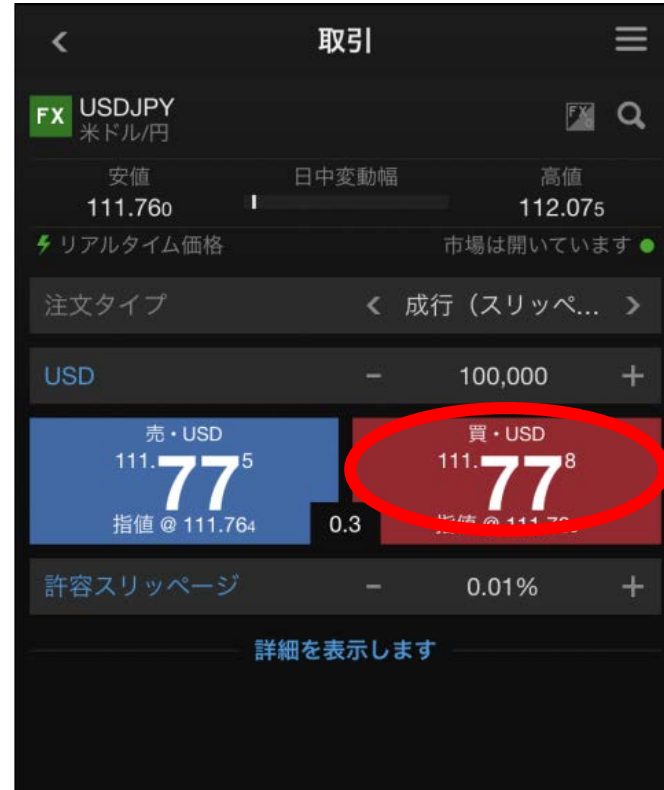 取引
FX USDJPY
米ドル/円
安値 日中変動幅 高値
111.760 112.075
リアルタイム価格 市場は開いています
注文タイプ 成行（スリッペ...
USD - 100,000 +
売・USD 買・USD
111.775 111.778
指値 @ 111.764 0.3
許容スリッページ - 0.01% +
詳細を表示します